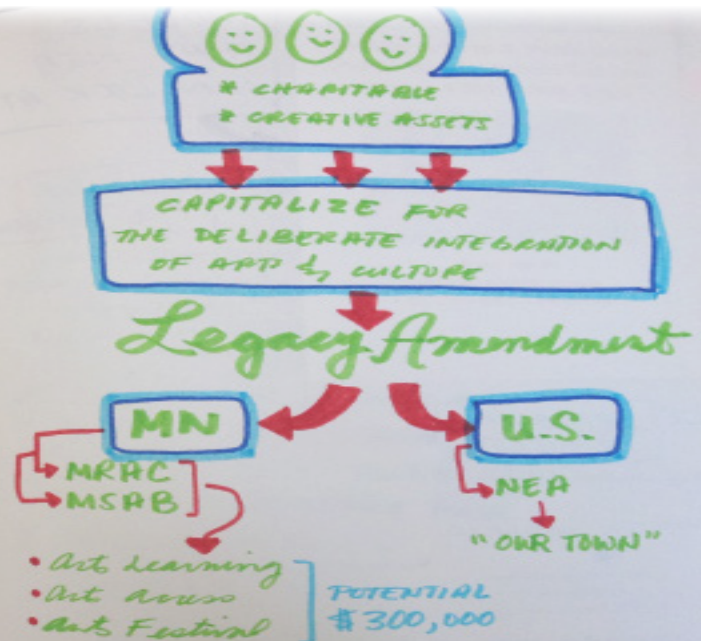 * CHARITABLE
* CREATIVE ASSETS
CAPITALIZE FOR
THE DELIBERATE INTEGRATION
OF ART & CULTURE
Legacy Amendment
MN
U.S.
MRAC
MSAB
NEA
"OUR TOWN"
• Arts Learning
• Art Access
• Arts Festival
POTENTIAL
$300,000